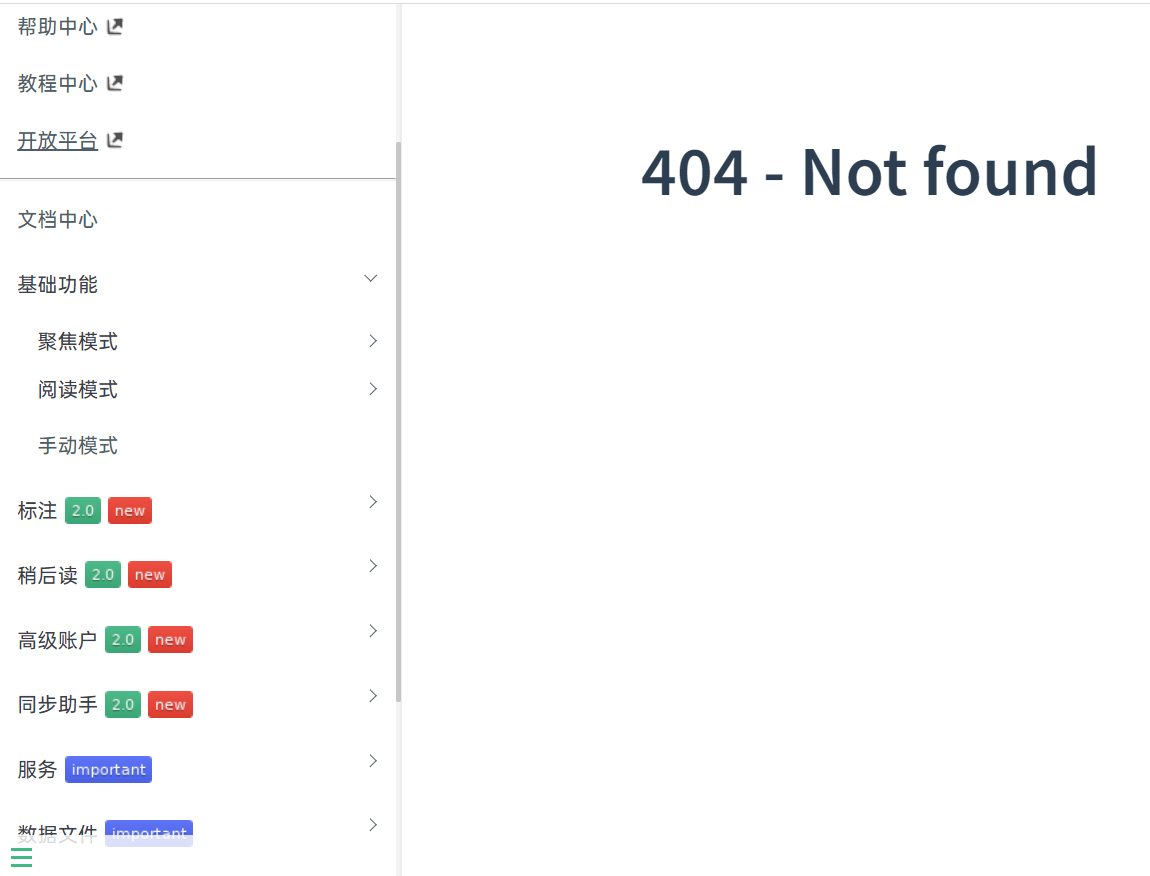 帮助中心
教程中心
开放平台
文档中心
基础功能
聚焦模式
阅读模式
手动模式
标注 2.0 new
稍后读 2.0 new
高级账户 2.0 new
同步助手 2.0 new
服务 important
数据文件 important
404 - Not found